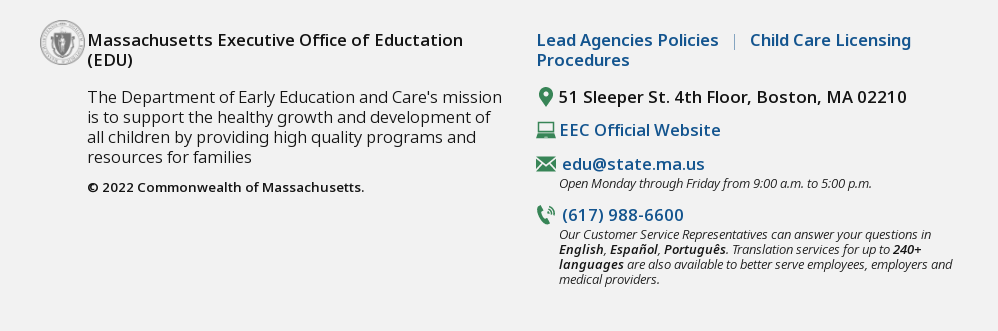 Massachusetts Executive Office of Eductation
(EDU)
The Department of Early Education and Care's mission
is to support the healthy growth and development of
all children by providing high quality programs and
resources for families
© 2022 Commonwealth of Massachusetts.
Lead Agencies Policies | Child Care Licensing
Procedures
51 Sleeper St. 4th Floor, Boston, MA 02210
EEC Official Website
edu@state.ma.us
Open Monday through Friday from 9:00 a.m. to 5:00 p.m.
(617) 988-6600
Our Customer Service Representatives can answer your questions in
English, Español, Português. Translation services for up to 240+
languages are also available to better serve employees, employers and
medical providers.